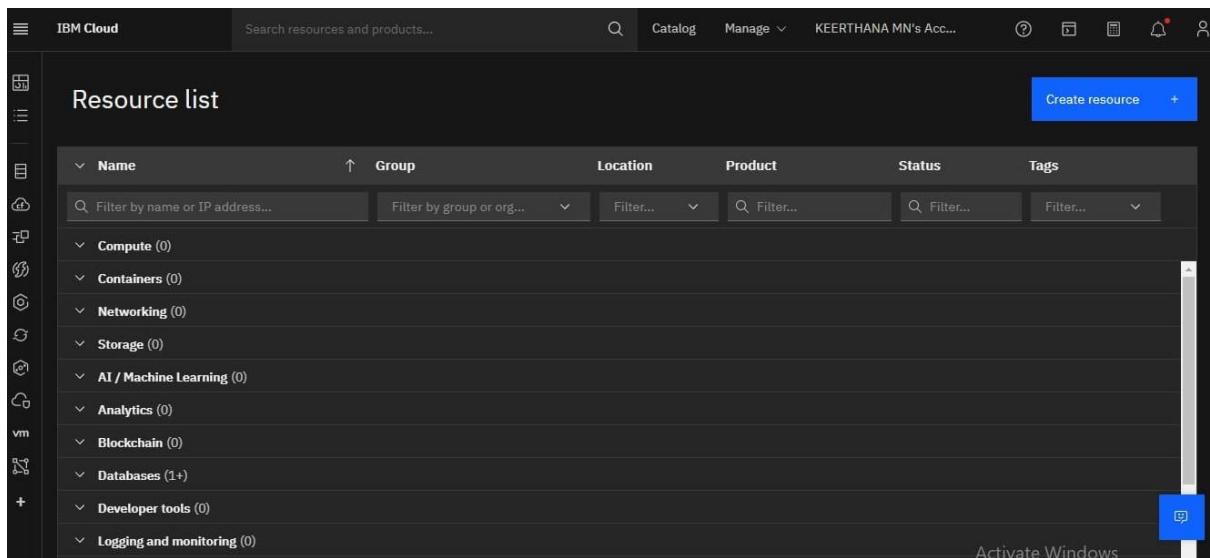 IBM Cloud Search resources and products... Catalog Manage KEERTHANA MN's Acc...
Resource list
Create resource +
Name Group Location Product Status Tags
Filter by name or IP address... Filter by group or org... Filter... Filter... Filter... Filter...
Compute (0)
Containers (0)
Networking (0)
Storage (0)
AI / Machine Learning (0)
Analytics (0)
vm
Blockchain (0)
Databases (1+)
Developer tools (0)
Logging and monitoring (0)
Activate Windows